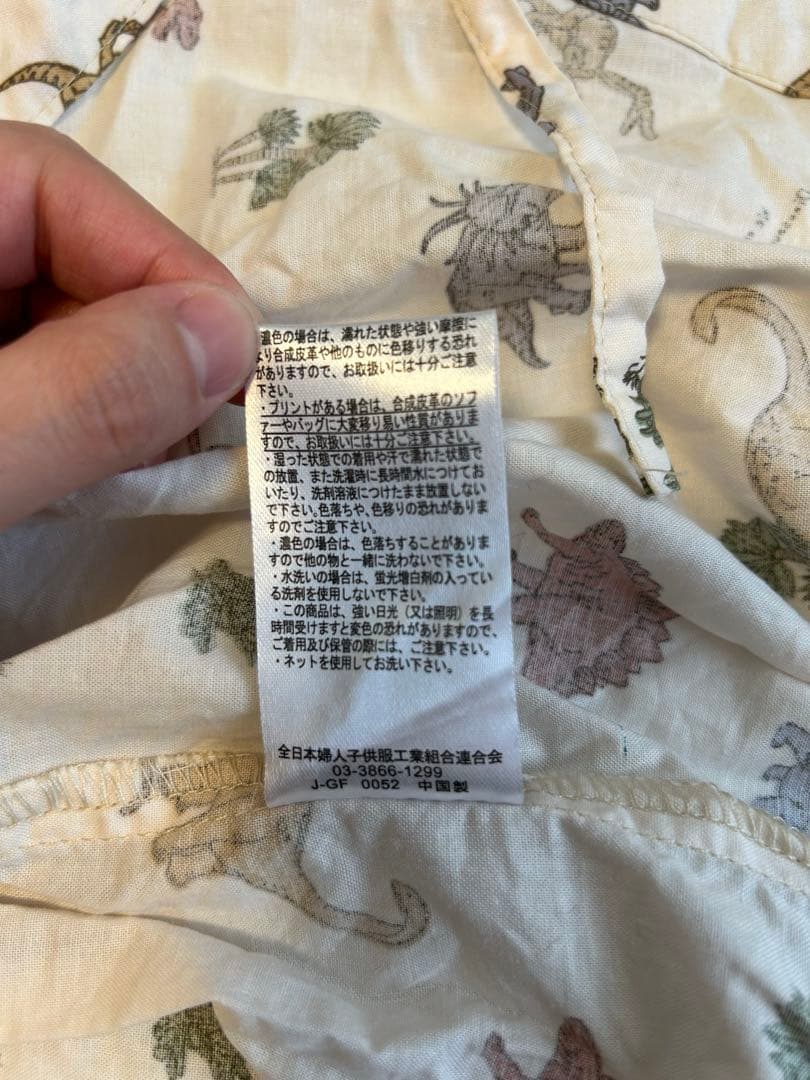 濃色の場合は、濡れた状態や強い摩擦に
より合成皮革や他のものに色移りする恐れ
がありますので、お取扱いには十分ご注意
下さい。
・プリントがある場合は、合成皮革のソフ
ァーやバッグに大変移り易い性質がありま
すので、お取扱いには十分ご注意下さい。
・湿った状態での着用や汗で濡れた状態で
の放置、また洗濯時に長時間水につけてお
いたり、洗剤溶液につけたまま放置しない
で下さい。色落ちや、色移りの恐れがありま
すのでご注意下さい。
・濃色の場合は、色落ちすることがありま
すので他の物と一緒に洗わないで下さい。
・水洗いの場合は、蛍光増白剤の入ってい
る洗剤を使用しないで下さい。
・この商品は、強い日光（又は照明）を長
時間受けますと変色の恐れがありますので、
ご着用及び保管の際には、ご注意下さい。
・ネットを使用してお洗い下さい。
全日本婦人子供服工業組合連合会
03-3866-1299
J-GF 0052 中国製